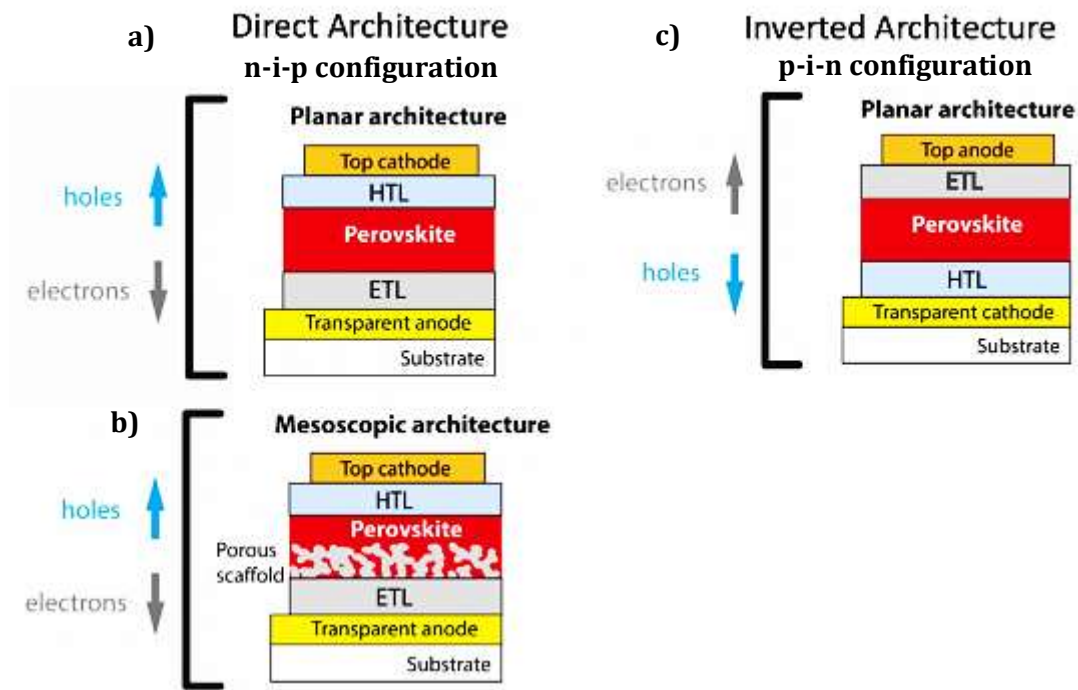 a)
Direct Architecture
n-i-p configuration
Planar architecture
Top cathode
HTL
holes
Perovskite
electrons
ETL
Transparent anode
Substrate
b)
Mesoscopic architecture
Top cathode
HTL
holes
Perovskite
Porous
scaffold
electrons
ETL
Transparent anode
Substrate
c)
Inverted Architecture
p-i-n configuration
Planar architecture
Top anode
electrons
ETL
Perovskite
holes
HTL
Transparent cathode
Substrate